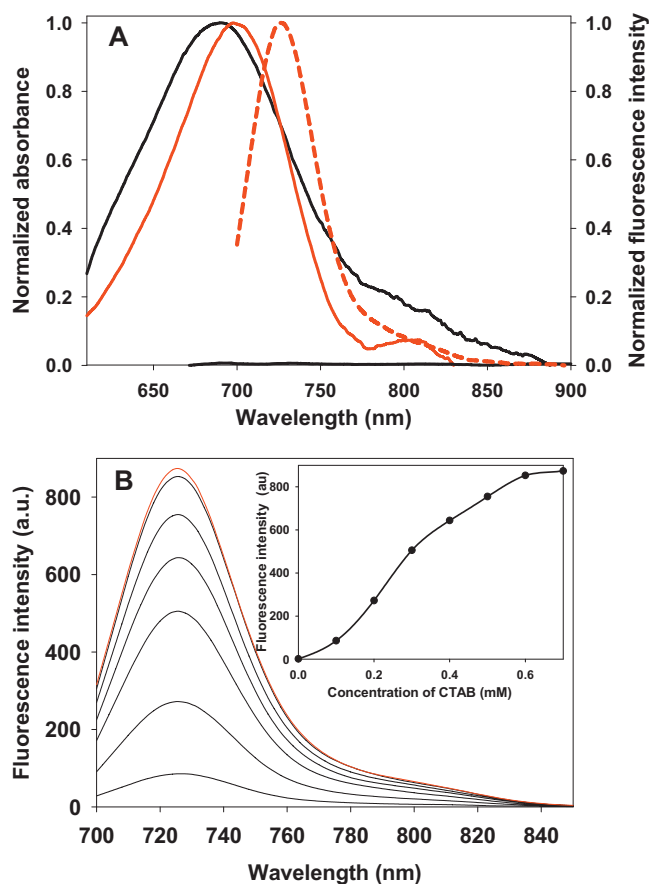 A
Normalized absorbance
1.0
0.8
0.6
0.4
0.2
0.0
650 700 750 800 850 900
Wavelength (nm)
1.0
0.8
0.6
0.4
0.2
0.0
Normalized fluorescence intensity
B
Fluorescence intensity (a.u.)
800
600
400
200
0
700 720 740 760 780 800 820 840
Wavelength (nm)
Fluorescence intensity (au)
800
600
400
200
0
0.0 0.2 0.4 0.6
Concentration of CTAB (mM)